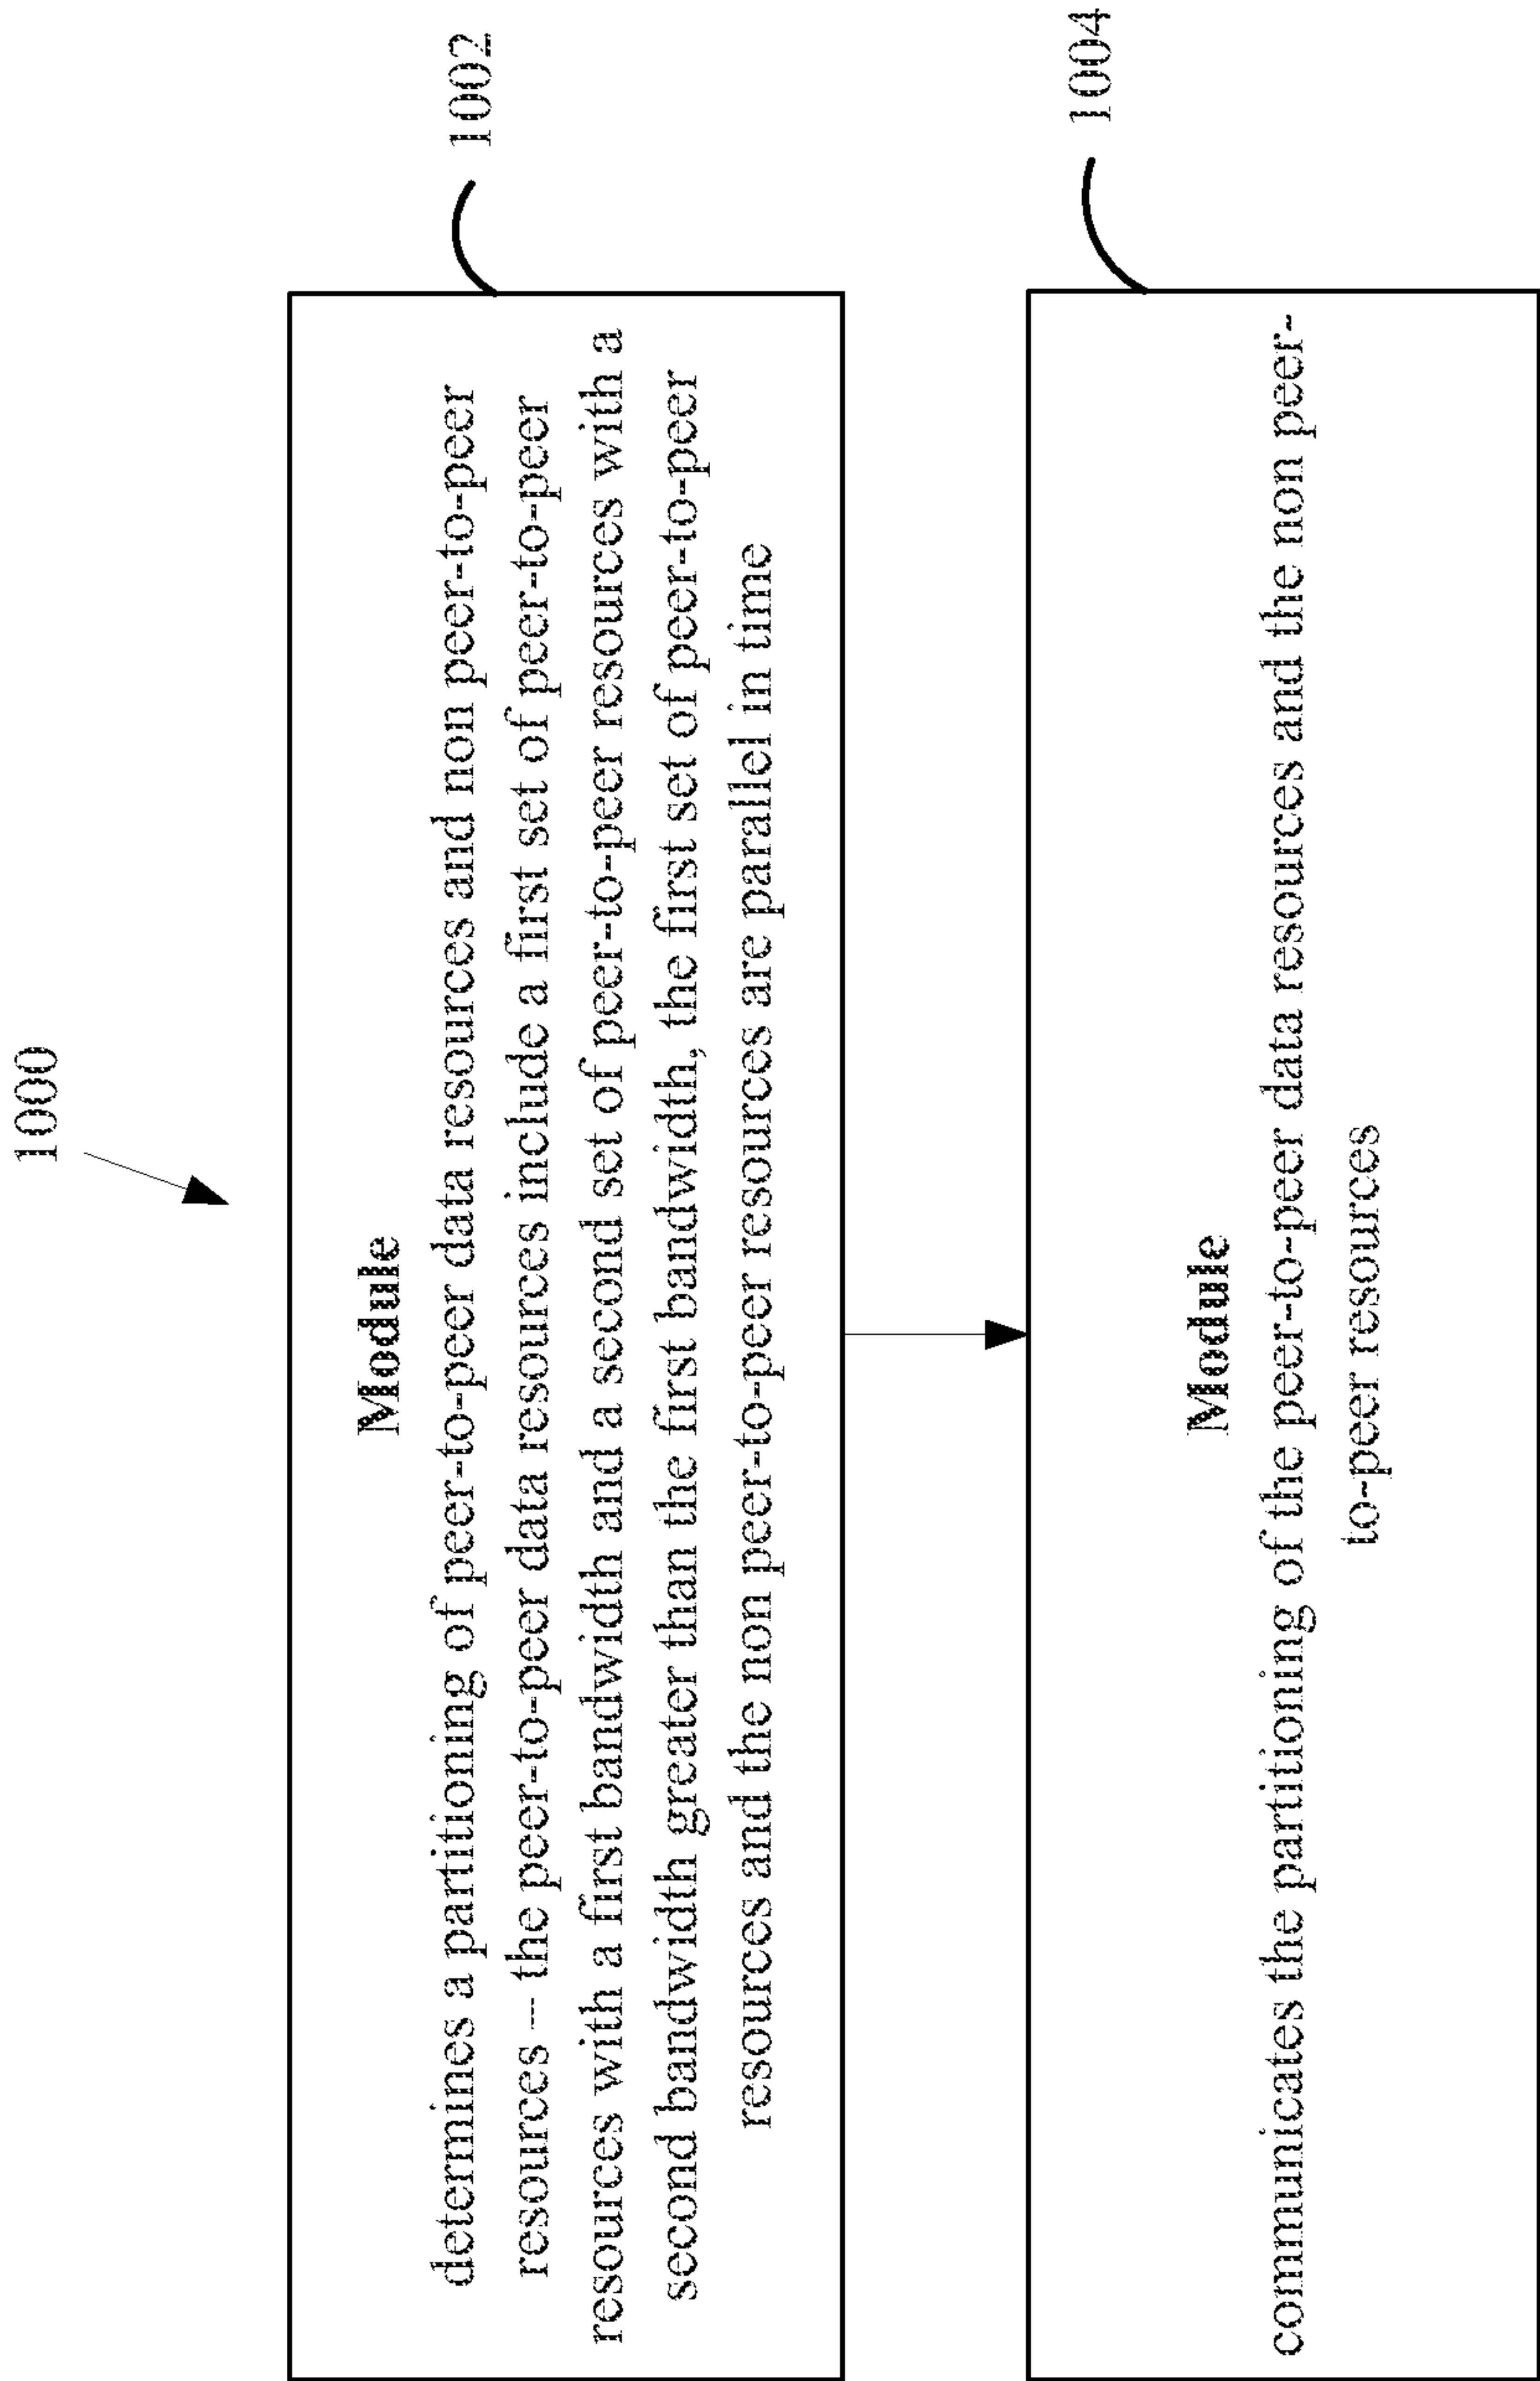 1000
Module
determines a partitioning of peer-to-peer data resources and non peer-to-peer
resources – the peer-to-peer data resources include a first set of peer-to-peer
resources with a first bandwidth and a second set of peer-to-peer resources with a
second bandwidth greater than the first bandwidth, the first set of peer-to-peer
resources and the non peer-to-peer resources are parallel in time
1002
Module
communicates the partitioning of the peer-to-peer data resources and the non peer-
to-peer resources
1004